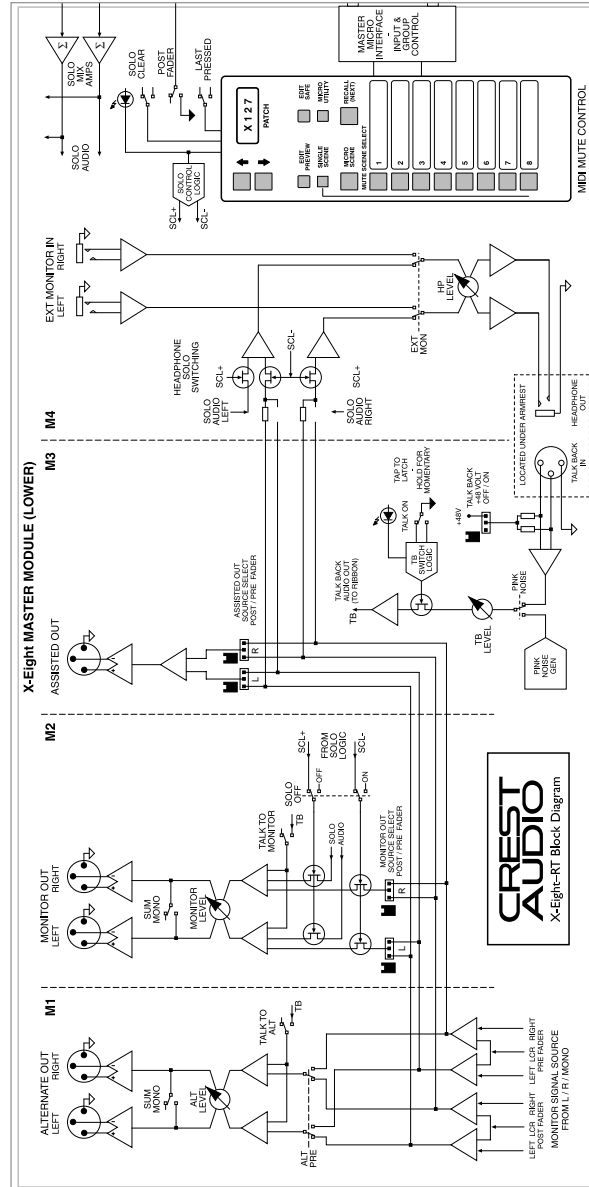 X-Eight MASTER MODULE (LOWER)
M1
ALTERNATE OUT
LEFT RIGHT
SUM
MONO
ALT
LEVEL
TALK TO
ALT
TB
ALT
PRE
LEFT LCR RIGHT
POST FADER
LEFT LCR RIGHT
PRE FADER
MONITOR SIGNAL SOURCE
FROM L / R / MONO
M2
MONITOR OUT
LEFT RIGHT
SUM
MONO
MONITOR
LEVEL
TALK TO
MONITOR
TB
SOLO
OFF
OFF
SCL+
FROM
SOLO
LOGIC
SCL-
ON
SOLO
AUDIO
MONITOR OUT
SOURCE SELECT
POST / PRE FADER
L
R
CREST
AUDIO
X-Eight–RT Block Diagram
M3
ASSISTED OUT
ASSISTED OUT
SOURCE SELECT
POST / PRE FADER
L
R
TALK BACK
AUDIO OUT
(TO RIBBON)
TB
TB
SWITCH
LOGIC
TALK ON
TAP TO
LATCH -
HOLD FOR
MOMENTARY
TB
LEVEL
PINK
NOISE
PINK
NOISE
GEN
+48V
TALK BACK
+48 VOLT
OFF / ON
LOCATED UNDER ARMREST
TALK BACK
IN
HEADPHONE
OUT
M4
EXT MONITOR IN
LEFT RIGHT
HEADPHONE
SOLO
SWITCHING
SOLO
AUDIO
LEFT
SCL+
SCL-
SCL+
SOLO
AUDIO
RIGHT
EXT
MON
HP
LEVEL
Σ
Σ
SOLO
MIX
AMPS
SOLO
AUDIO
SOLO
CLEAR
POST
FADER
LAST
PRESSED
SOLO
CONTROL
LOGIC
SCL+
SCL-
X 1 2 7
PATCH
EDIT
PREVIEW
EDIT
SAFE
SINGLE
SCENE
MICRO
UTILITY
MICRO
SCENE
RECALL
(NEXT)
MUTE SCENE SELECT
1
2
3
4
5
6
7
8
MIDI MUTE CONTROL
MASTER
MICRO
INTERFACE
-
INPUT &
GROUP
CONTROL